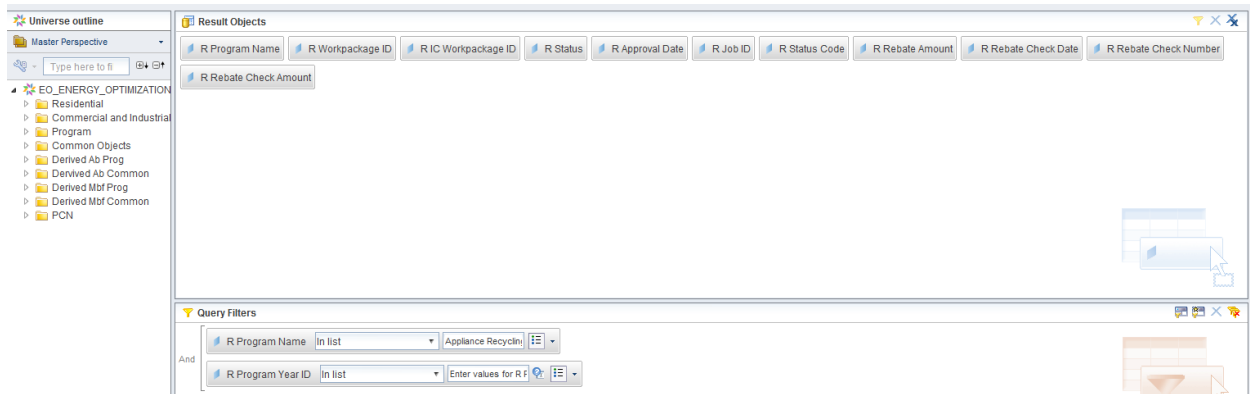 Universe outline
Master Perspective
Type here to fi
EO_ENERGY_OPTIMIZATION
Residential
Commercial and Industrial
Program
Common Objects
Derived Ab Prog
Dervived Ab Common
Derived Mbf Prog
Derived Mbf Common
PCN
Result Objects
R Program Name R Workpackage ID R IC Workpackage ID R Status R Approval Date R Job ID R Status Code R Rebate Amount R Rebate Check Date R Rebate Check Number
R Rebate Check Amount
Query Filters
And
R Program Name In list Appliance Recycling
R Program Year ID In list Enter values for R P